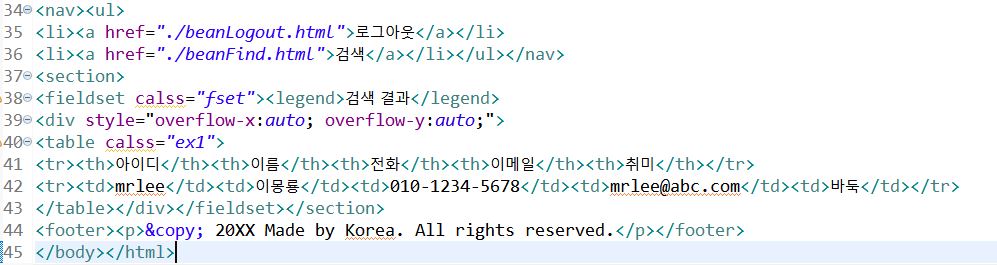 34 <nav><ul>
35 <li><a href="./beanLogout.html">로그아웃</a></li>
36 <li><a href="./beanFind.html">검색</a></li></ul></nav>
37 <section>
38 <fieldset calss="fset"><legend>검색 결과</legend>
39 <div style="overflow-x:auto; overflow-y:auto;">
40 <table calss="ex1">
41 <tr><th>아이디</th><th>이름</th><th>전화</th><th>이메일</th><th>취미</th></tr>
42 <tr><td>mrlee</td><td>이몽룡</td><td>010-1234-5678</td><td>mrlee@abc.com</td><td>바둑</td></tr>
43 </table></div></fieldset></section>
44 <footer><p>&copy; 20XX Made by Korea. All rights reserved.</p></footer>
45 </body></html>